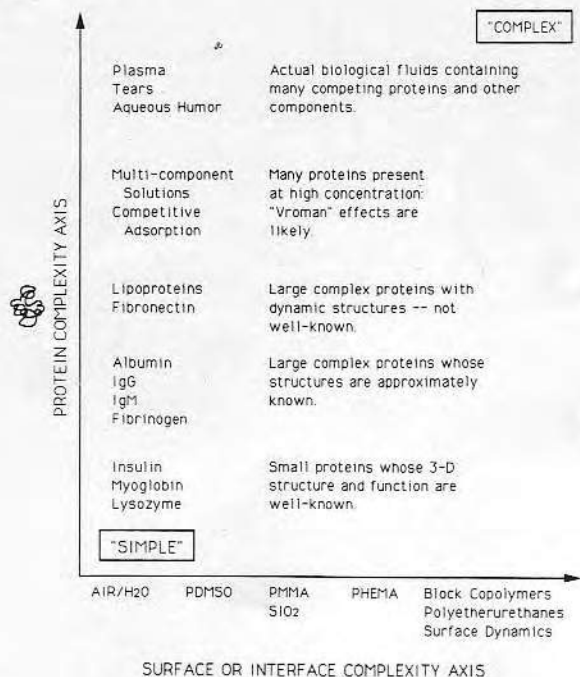 "COMPLEX"
Plasma Actual biological fluids containing
Tears many competing proteins and other
Aqueous Humor components.
Multi-component Many proteins present
Solutions at high concentration:
Competitive "Vroman" effects are
Adsorption likely.
Lipoproteins Large complex proteins with
Fibronectin dynamic structures -- not
well-known.
Albumin Large complex proteins whose
IgG structures are approximately
IgM known.
Fibrinogen
Insulin Small proteins whose 3-D
Myoglobin structure and function are
Lysozyme well-known.
"SIMPLE"
PROTEIN COMPLEXITY AXIS
AIR/H2O PDMSO PMMA PHEMA Block Copolymers
SIO2 Polyetherurethanes
Surface Dynamics
SURFACE OR INTERFACE COMPLEXITY AXIS